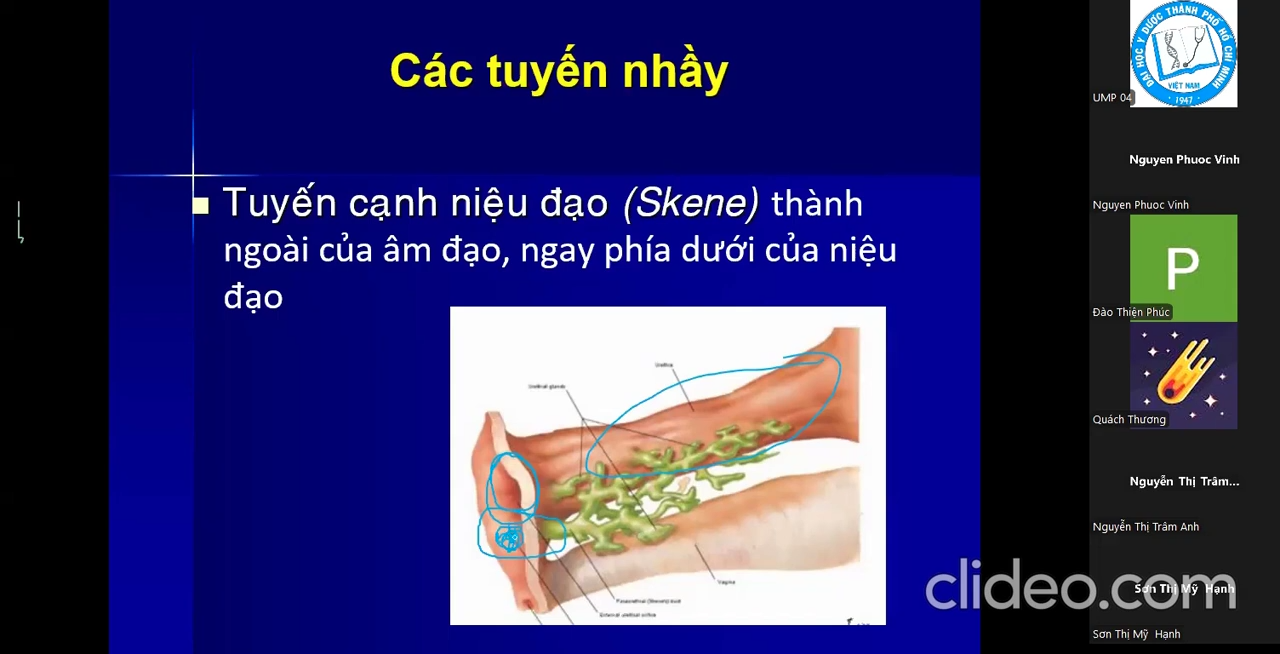 Các tuyến nhầy
Tuyến cạnh niệu đạo (Skene) thành
ngoài của âm đạo, ngay phía dưới của niệu
đạo
Urethra
Urethral glands
Vagina
Paraurethral (Skene's) duct
External urethral orifice
ĐẠI HỌC Y DƯỢC THÀNH PHỐ HỒ CHÍ MINH
VIỆT NAM
1947
UMP 04
Nguyen Phuoc Vinh
Nguyen Phuoc Vinh
P
Đào Thiện Phúc
Quách Thương
Nguyễn Thị Trâm...
Nguyễn Thị Trâm Anh
Sơn Thị Mỹ Hạnh
Sơn Thị Mỹ Hạnh
clideo.com